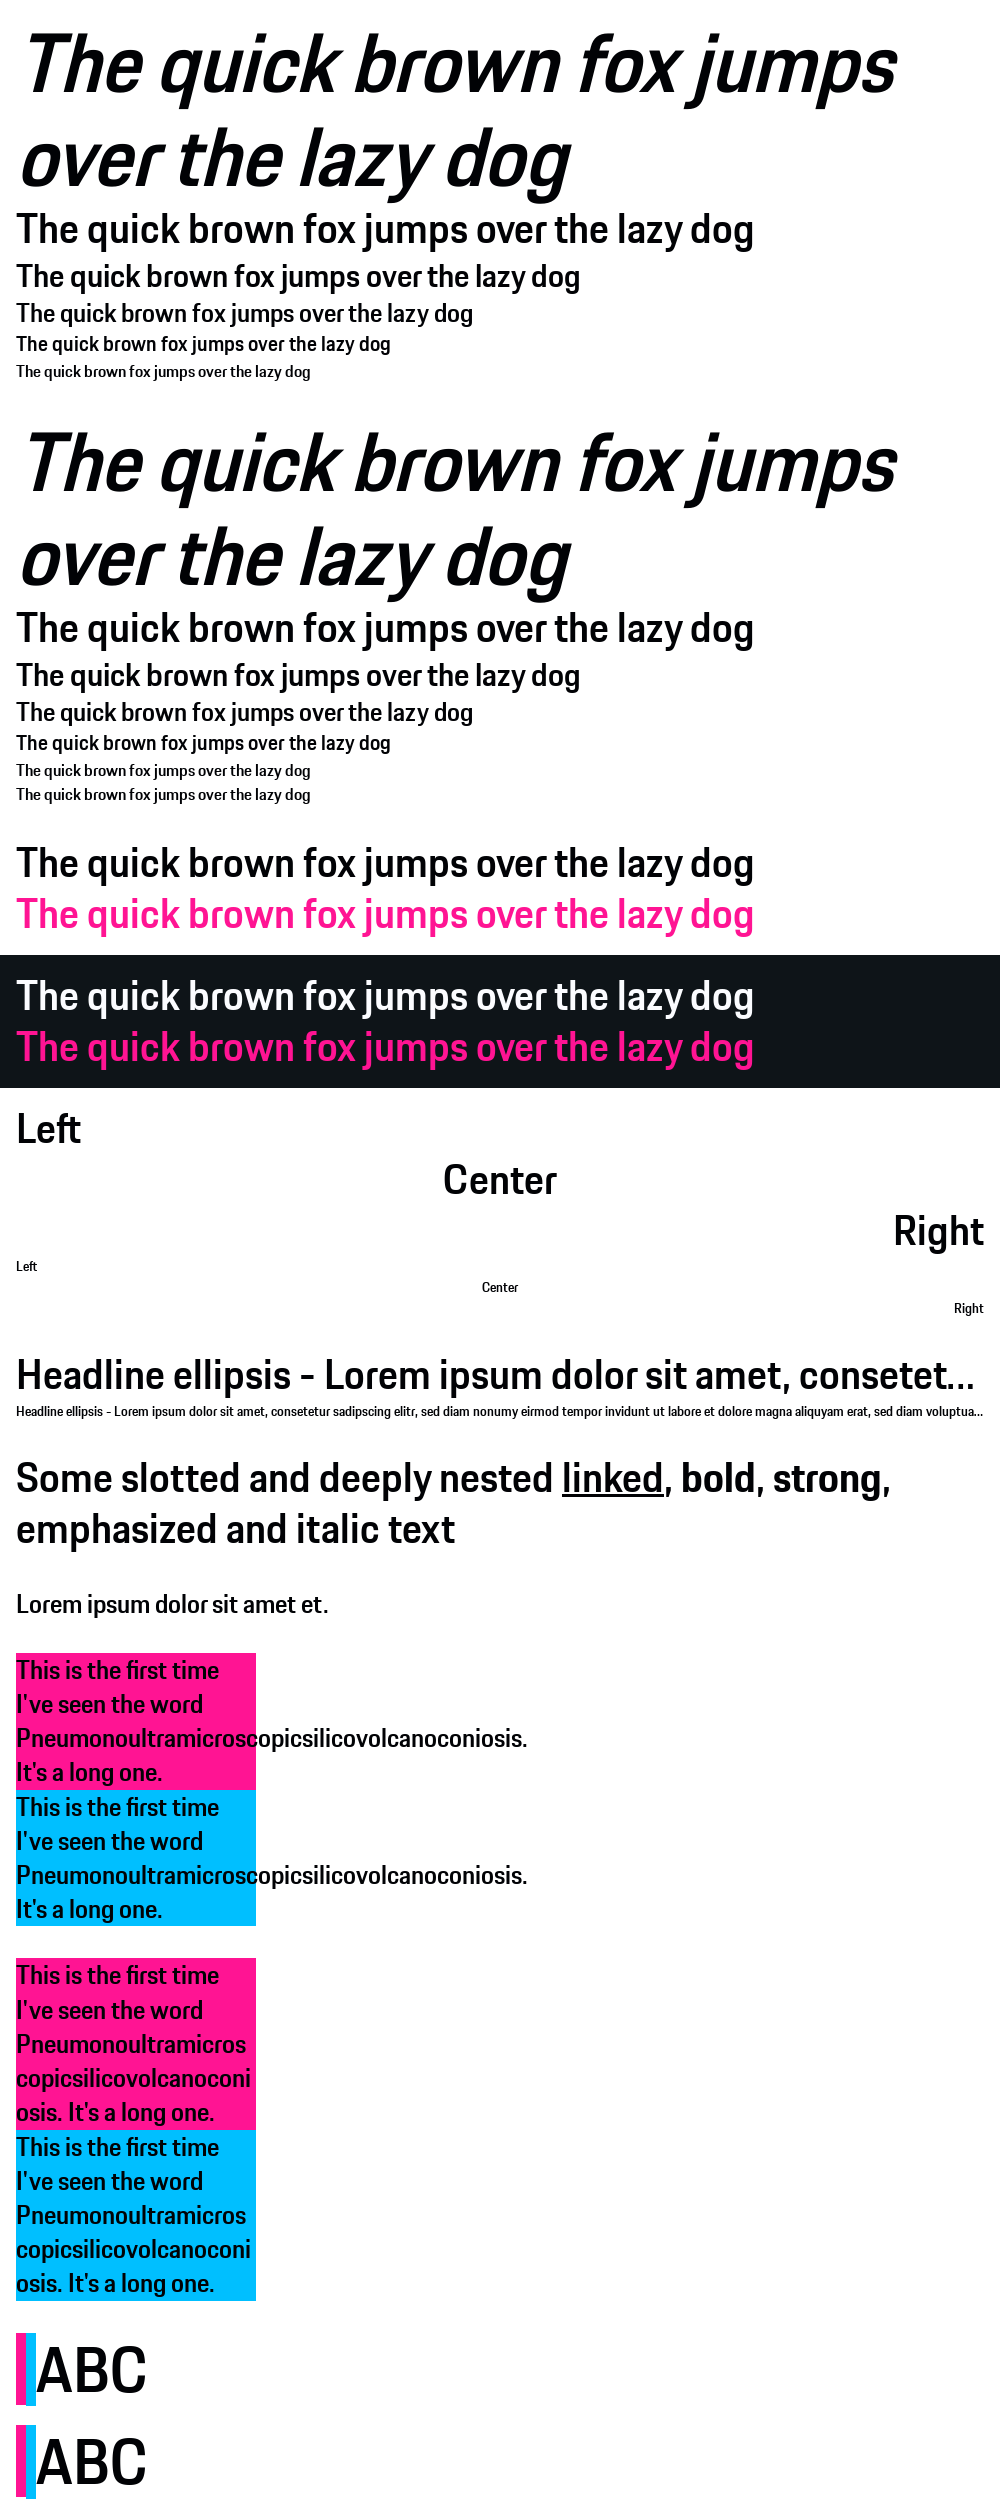 The quick brown fox jumps
over the lazy dog
The quick brown fox jumps over the lazy dog
The quick brown fox jumps over the lazy dog
The quick brown fox jumps over the lazy dog
The quick brown fox jumps over the lazy dog
The quick brown fox jumps over the lazy dog
The quick brown fox jumps
over the lazy dog
The quick brown fox jumps over the lazy dog
The quick brown fox jumps over the lazy dog
The quick brown fox jumps over the lazy dog
The quick brown fox jumps over the lazy dog
The quick brown fox jumps over the lazy dog
The quick brown fox jumps over the lazy dog
The quick brown fox jumps over the lazy dog
The quick brown fox jumps over the lazy dog
The quick brown fox jumps over the lazy dog
The quick brown fox jumps over the lazy dog
Left
Center
Right
Left
Center
Right
Headline ellipsis - Lorem ipsum dolor sit amet, consetet...
Headline ellipsis - Lorem ipsum dolor sit amet, consetetur sadipscing elitr, sed diam nonumy eirmod tempor invidunt ut labore et dolore magna aliquyam erat, sed diam voluptua...
Some slotted and deeply nested linked, bold, strong,
emphasized and italic text
Lorem ipsum dolor sit amet et.
This is the first time
I've seen the word
Pneumonoultramicroscopicsilicovolcanoconiosis.
It's a long one.
This is the first time
I've seen the word
Pneumonoultramicroscopicsilicovolcanoconiosis.
It's a long one.
This is the first time
I've seen the word
Pneumonoultramicros
copicsilicovolcanoconi
osis. It's a long one.
This is the first time
I've seen the word
Pneumonoultramicros
copicsilicovolcanoconi
osis. It's a long one.
ABC
ABC